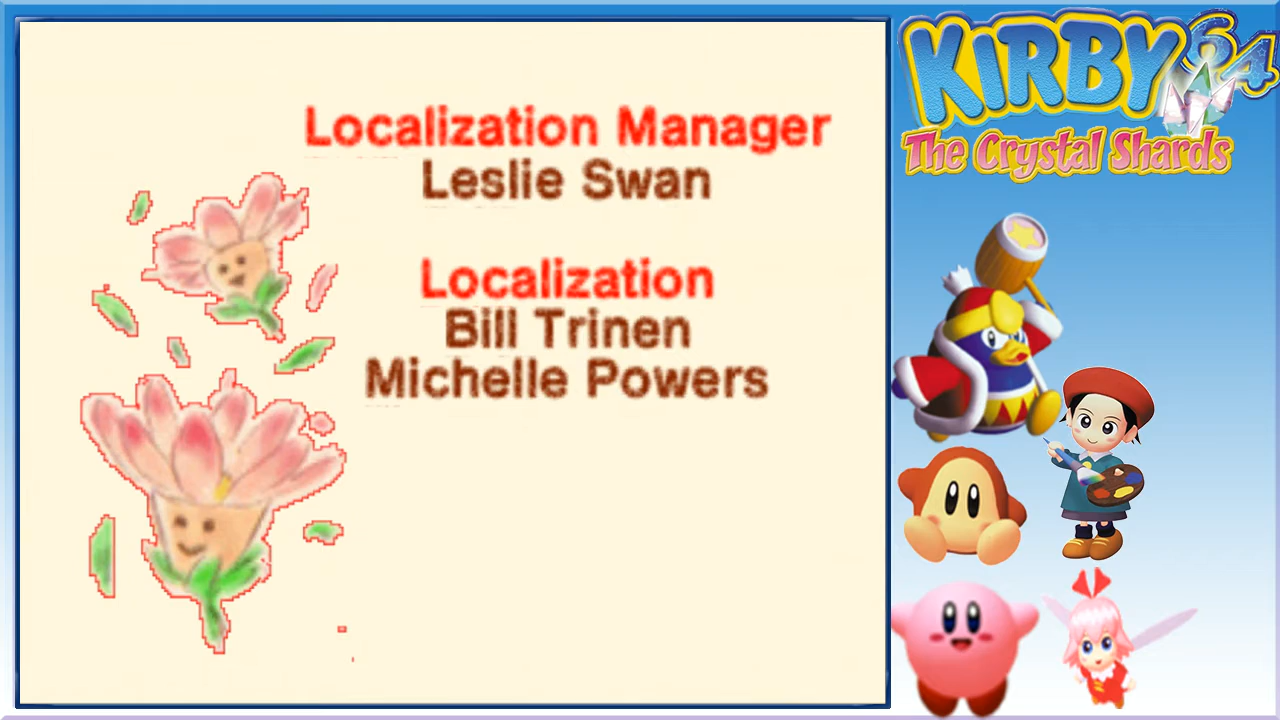 Localization Manager
Leslie Swan
Localization
Bill Trinen
Michelle Powers
KIRBY 64
The Crystal Shards